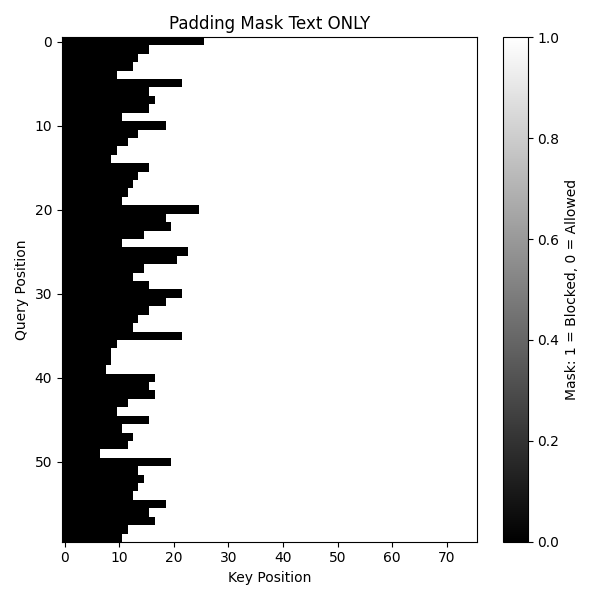 Padding Mask Text ONLY
0
10
20
30
40
50
Query Position
0 10 20 30 40 50 60 70
Key Position
1.0
0.8
0.6
0.4
0.2
0.0
Mask: 1 = Blocked, 0 = Allowed